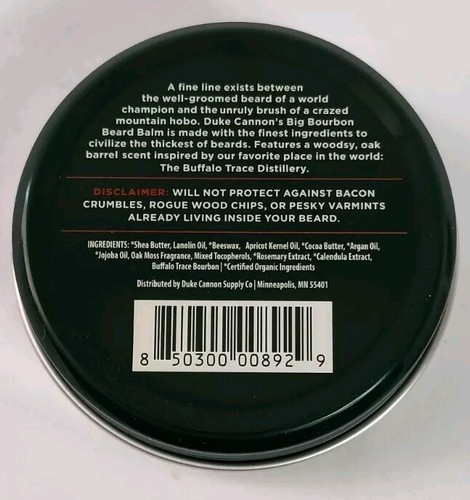 A fine line exists between
the well-groomed beard of a world
champion and the unruly brush of a crazed
mountain hobo. Duke Cannon's Big Bourbon
Beard Balm is made with the finest ingredients to
civilize the thickest of beards. Features a woodsy, oak
barrel scent inspired by our favorite place in the world:
The Buffalo Trace Distillery.
DISCLAIMER: WILL NOT PROTECT AGAINST BACON
CRUMBLES, ROGUE WOOD CHIPS, OR PESKY VARMINTS
ALREADY LIVING INSIDE YOUR BEARD.
INGREDIENTS: *Shea Butter, Lanolin Oil, *Beeswax, Apricot Kernel Oil, *Cocoa Butter, *Argan Oil,
*Jojoba Oil, Oak Moss Fragrance, Mixed Tocopherols, *Rosemary Extract, *Calendula Extract,
Buffalo Trace Bourbon | *Certified Organic Ingredients
Distributed by Duke Cannon Supply Co | Minneapolis, MN 55401
8 50300 00892 9